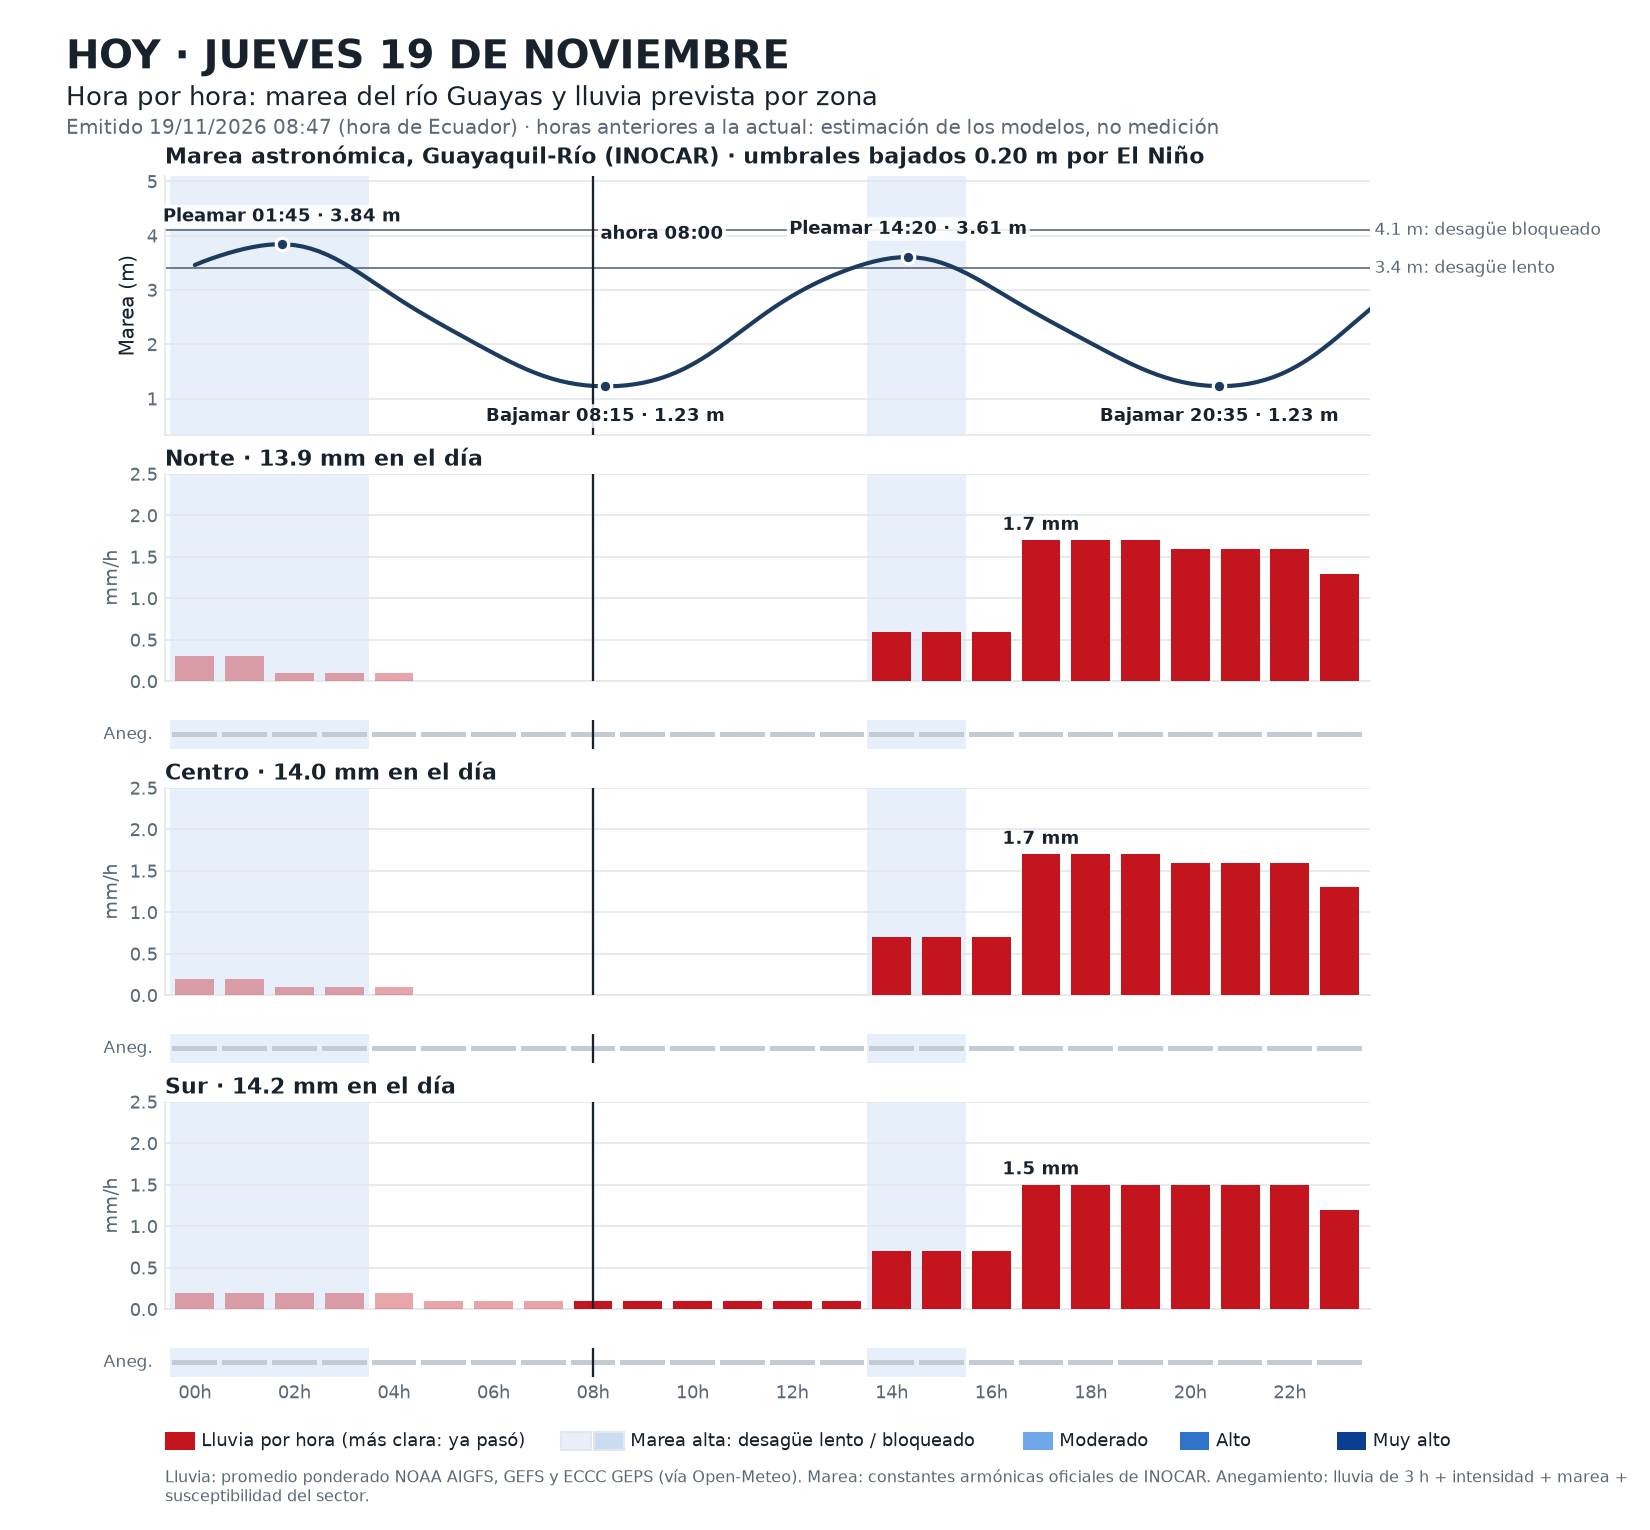 HOY · JUEVES 19 DE NOVIEMBRE
Hora por hora: marea del río Guayas y lluvia prevista por zona
Emitido 19/11/2026 08:47 (hora de Ecuador) · horas anteriores a la actual: estimación de los modelos, no medición
Marea astronómica, Guayaquil-Río (INOCAR) · umbrales bajados 0.20 m por El Niño
Marea (m)
5
4
3
2
1
Pleamar 01:45 · 3.84 m
ahora 08:00
Pleamar 14:20 · 3.61 m
4.1 m: desagüe bloqueado
3.4 m: desagüe lento
Bajamar 08:15 · 1.23 m
Bajamar 20:35 · 1.23 m
Norte · 13.9 mm en el día
mm/h
2.5
2.0
1.5
1.0
0.5
0.0
1.7 mm
Aneg.
Centro · 14.0 mm en el día
mm/h
2.5
2.0
1.5
1.0
0.5
0.0
1.7 mm
Aneg.
Sur · 14.2 mm en el día
mm/h
2.5
2.0
1.5
1.0
0.5
0.0
1.5 mm
Aneg.
00h 02h 04h 06h 08h 10h 12h 14h 16h 18h 20h 22h
Lluvia por hora (más clara: ya pasó) Marea alta: desagüe lento / bloqueado Moderado Alto Muy alto
Lluvia: promedio ponderado NOAA AIGFS, GEFS y ECCC GEPS (vía Open-Meteo). Marea: constantes armónicas oficiales de INOCAR. Anegamiento: lluvia de 3 h + intensidad + marea +
susceptibilidad del sector.